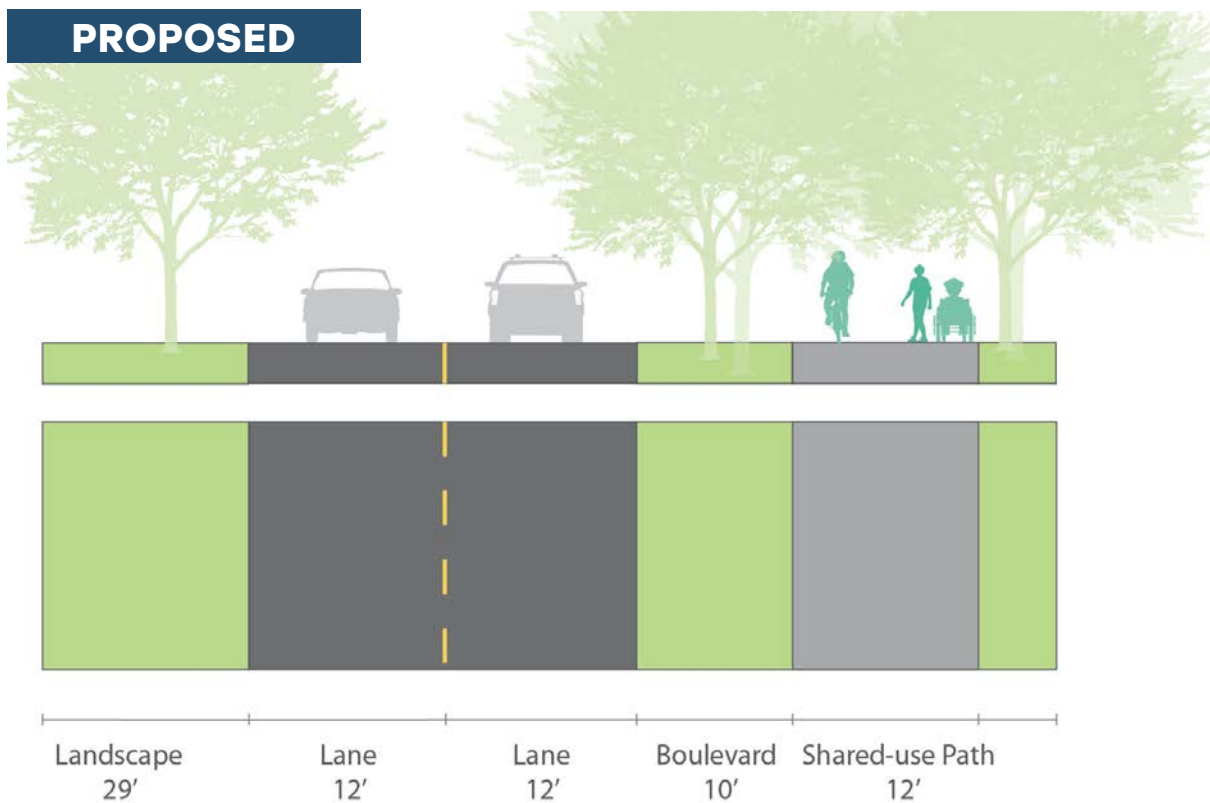 PROPOSED
Landscape
29’
Lane
12’
Lane
12’
Boulevard
10’
Shared-use Path
12’